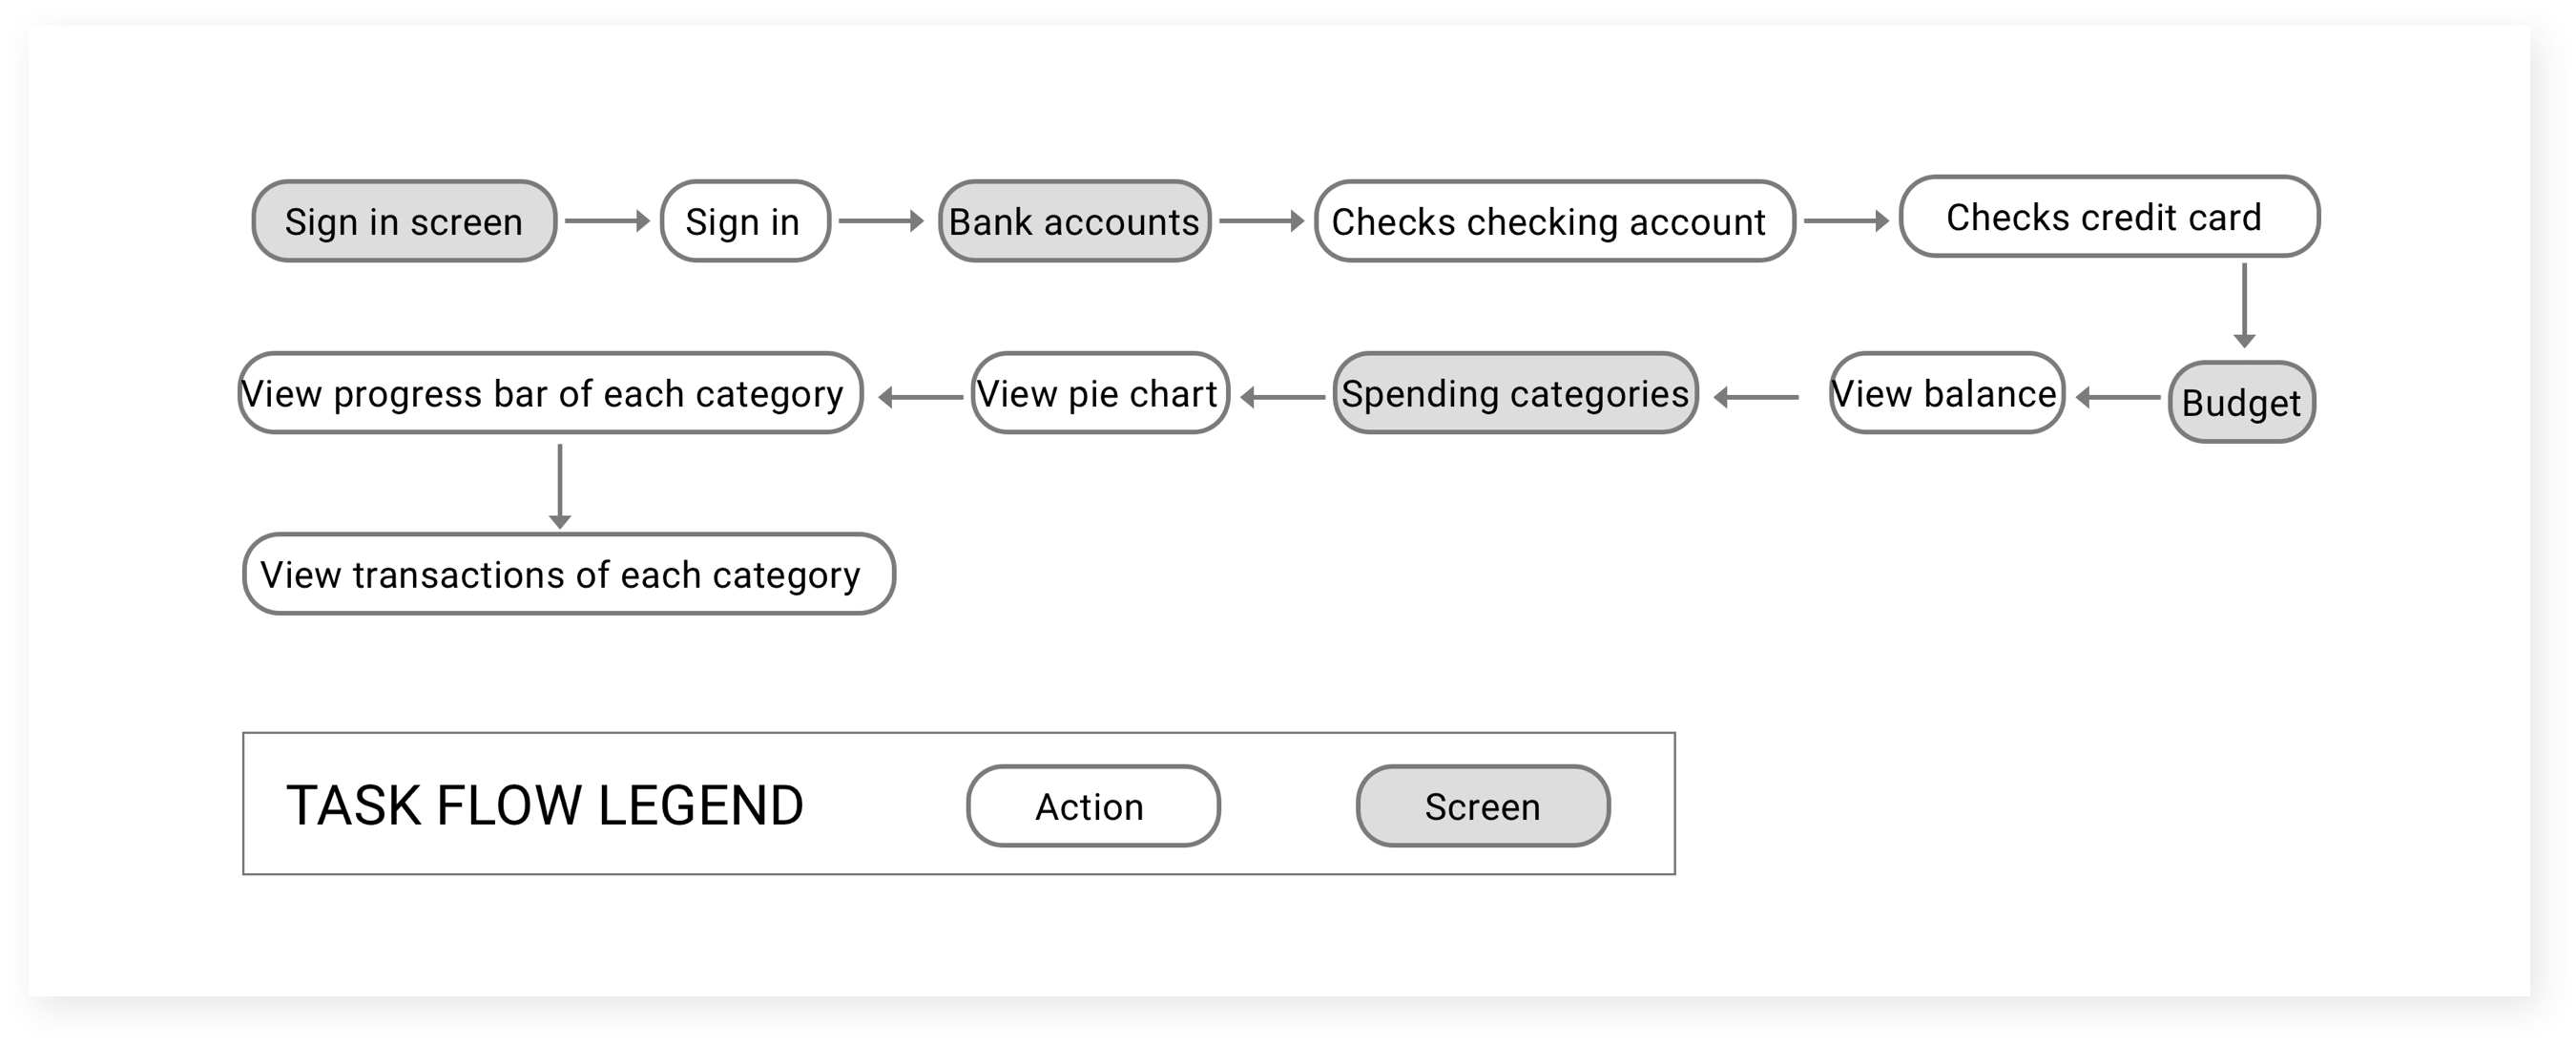 Sign in screen
Sign in
Bank accounts
Checks checking account
Checks credit card
View progress bar of each category
View pie chart
Spending categories
View balance
Budget
View transactions of each category
TASK FLOW LEGEND
Action
Screen